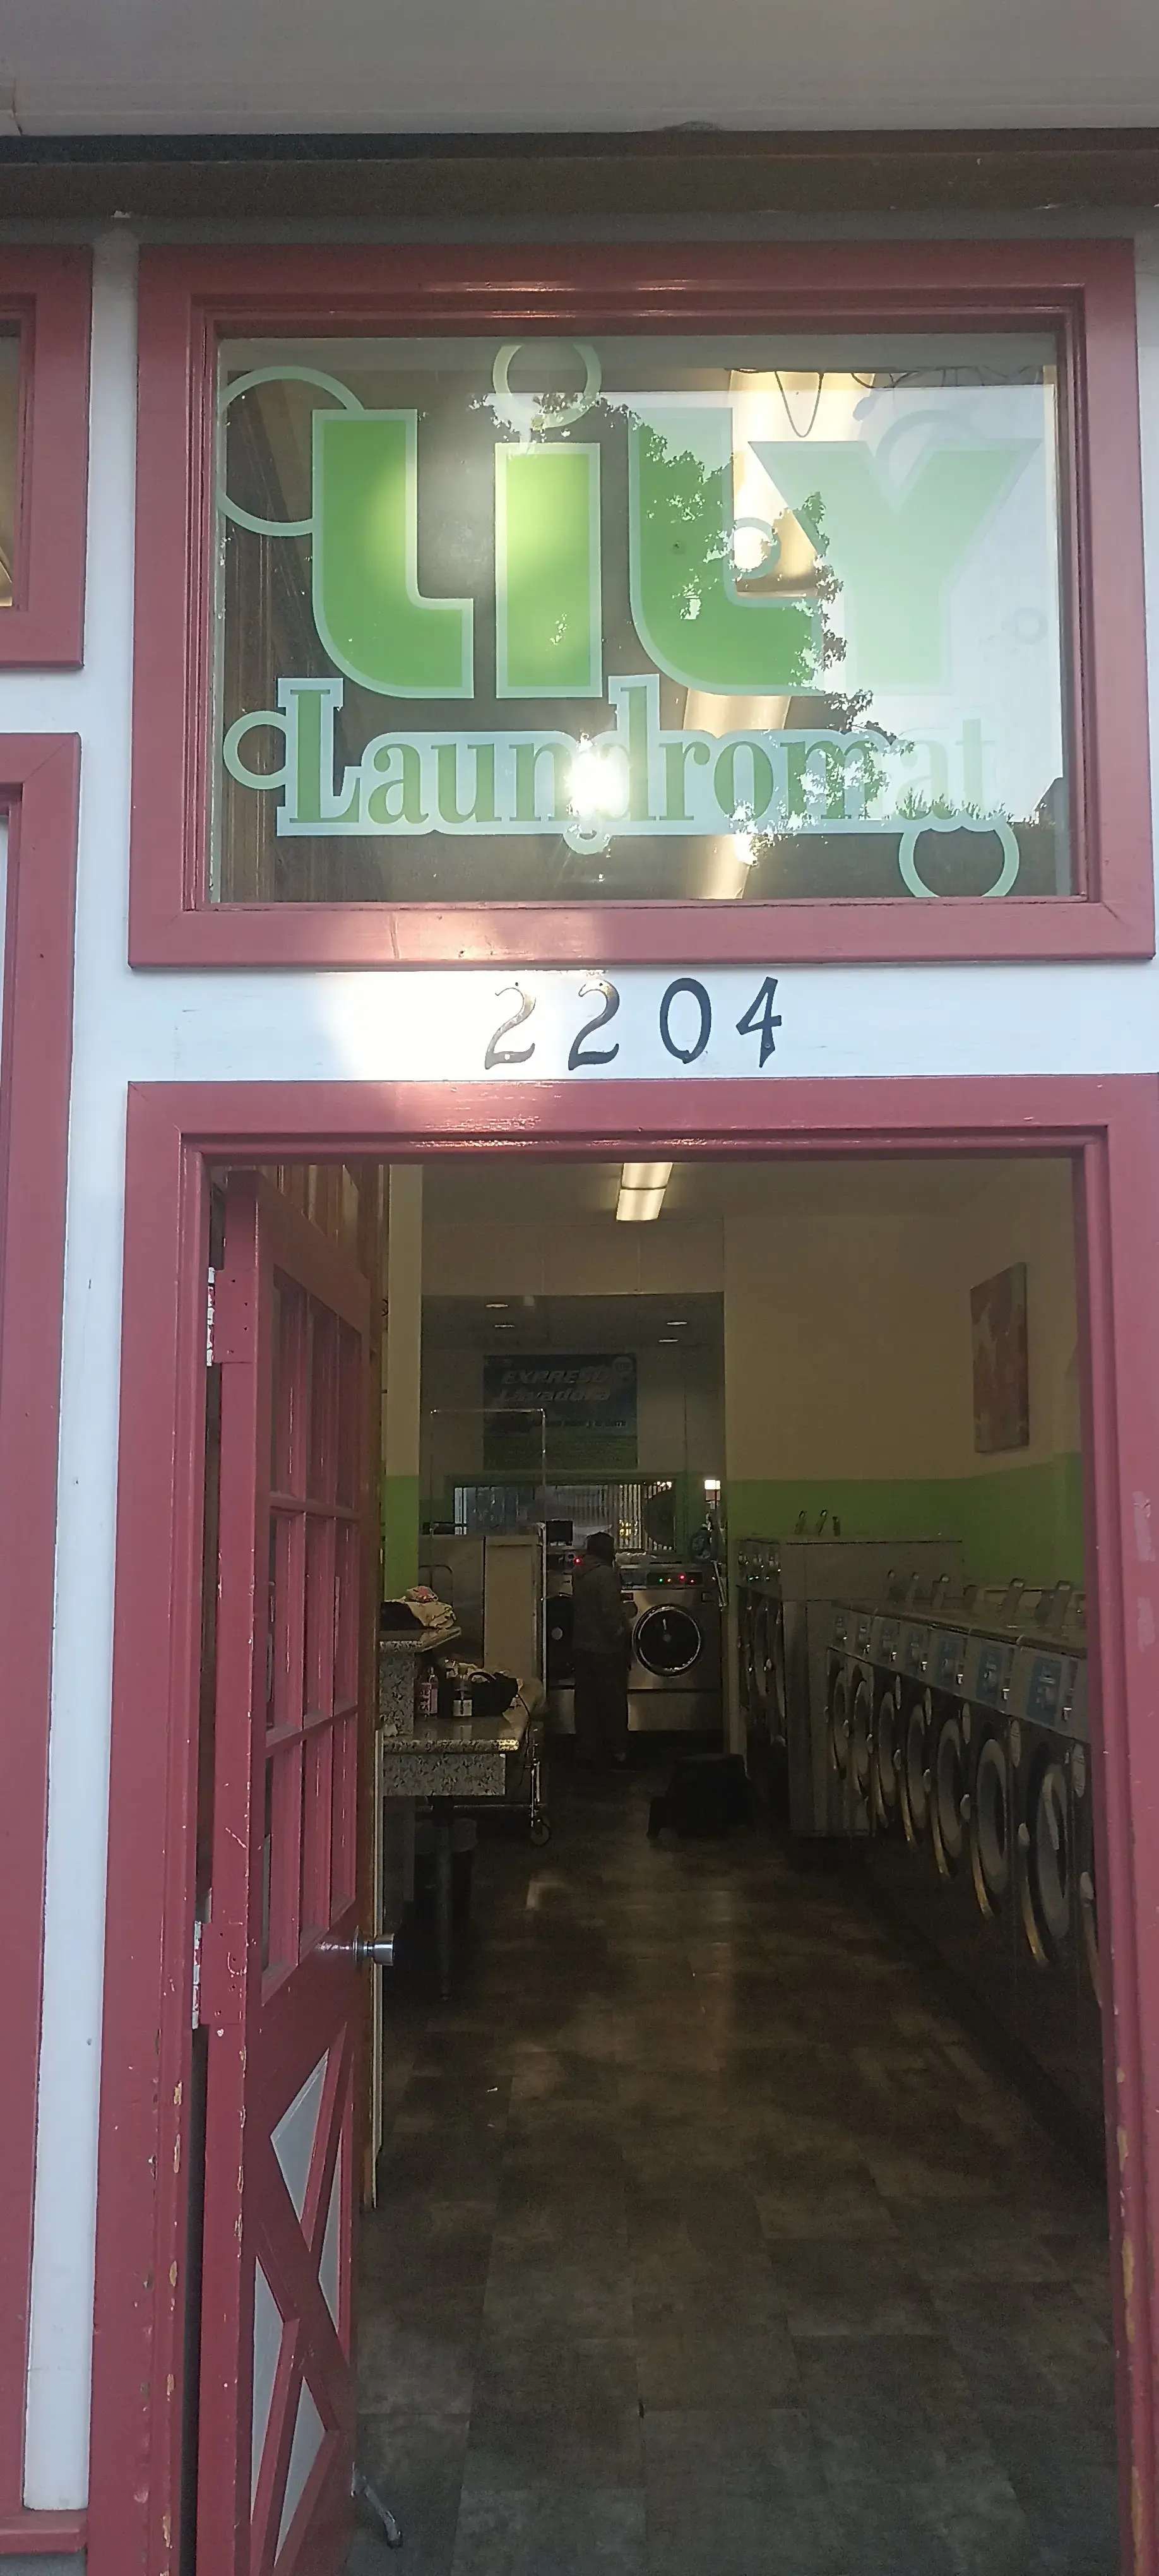 LiLY
Laundromat
2204
EXPRESS
Lavadora